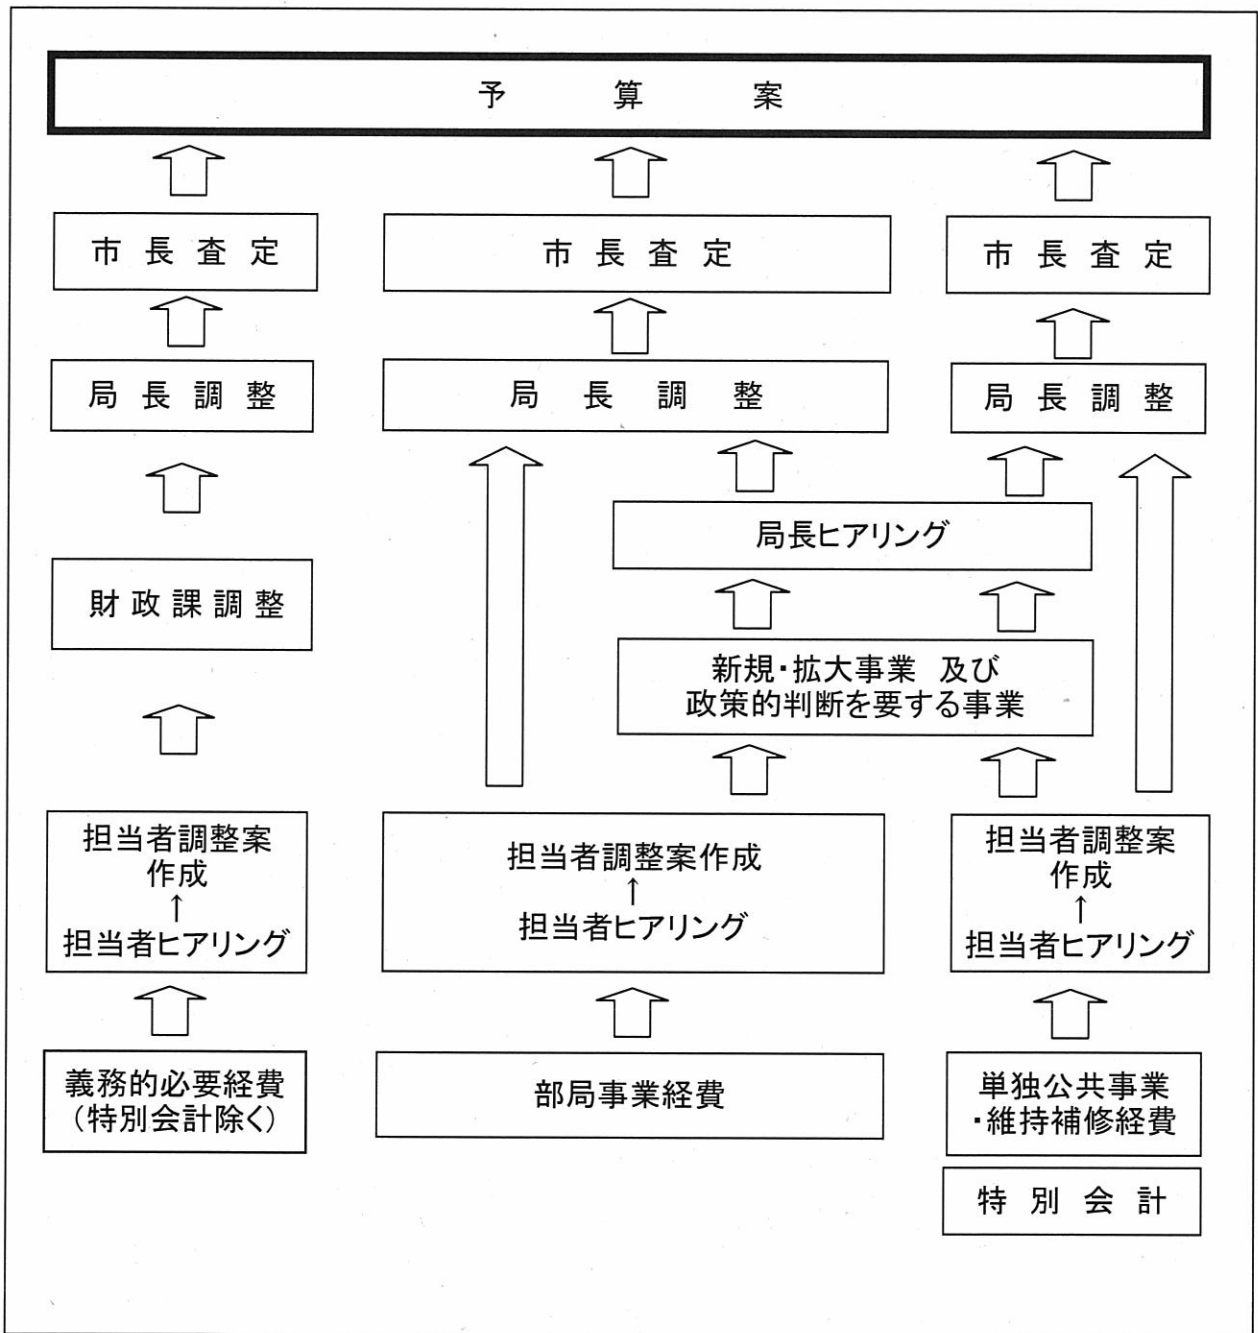 予算案
市長査定
市長査定
市長査定
局長調整
局長調整
局長調整
局長ヒアリング
財政課調整
新規・拡大事業 及び
政策的判断を要する事業
担当者調整案
作成
↑
担当者ヒアリング
担当者調整案作成
↑
担当者ヒアリング
担当者調整案
作成
↑
担当者ヒアリング
義務的必要経費
(特別会計除く)
部局事業経費
単独公共事業
・維持補修経費
特別会計